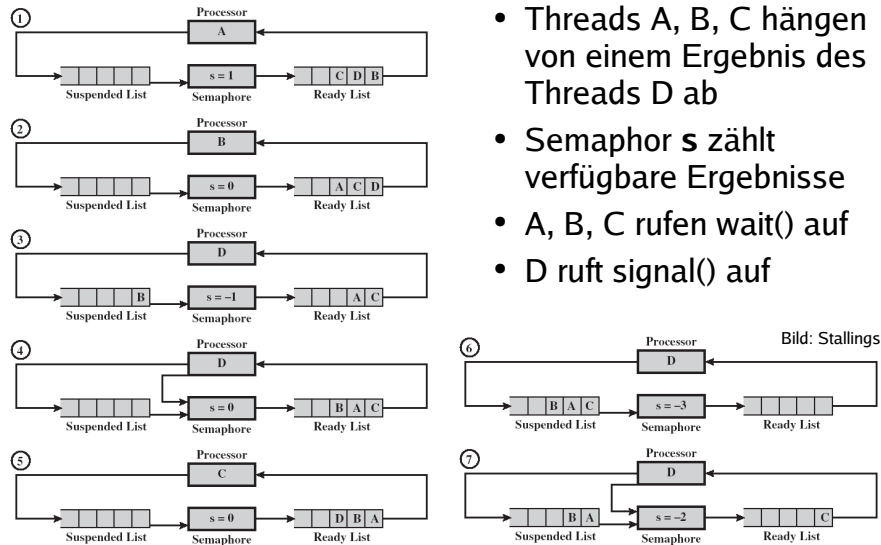 1
Processor
A
s = 1
C D B
Suspended List
Semaphore
Ready List
2
Processor
B
s = 0
A C D
Suspended List
Semaphore
Ready List
3
Processor
D
B
s = –1
A C
Suspended List
Semaphore
Ready List
4
Processor
D
s = 0
B A C
Suspended List
Semaphore
Ready List
5
Processor
C
s = 0
D B A
Suspended List
Semaphore
Ready List
• Threads A, B, C hängen
von einem Ergebnis des
Threads D ab
• Semaphor s zählt
verfügbare Ergebnisse
• A, B, C rufen wait() auf
• D ruft signal() auf
Bild: Stallings
6
Processor
D
B A C
s = –3
Suspended List
Semaphore
Ready List
7
Processor
D
B A
s = –2
C
Suspended List
Semaphore
Ready List